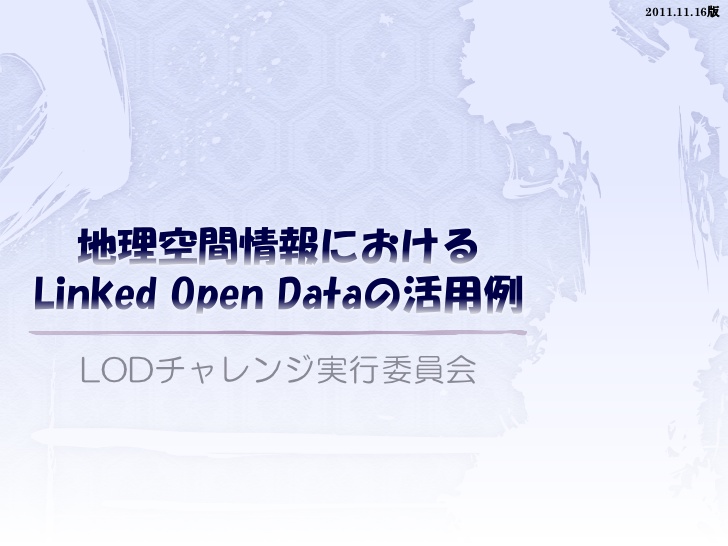 2011.11.16版
地理空間情報における
Linked Open Dataの活用例
LODチャレンジ実行委員会